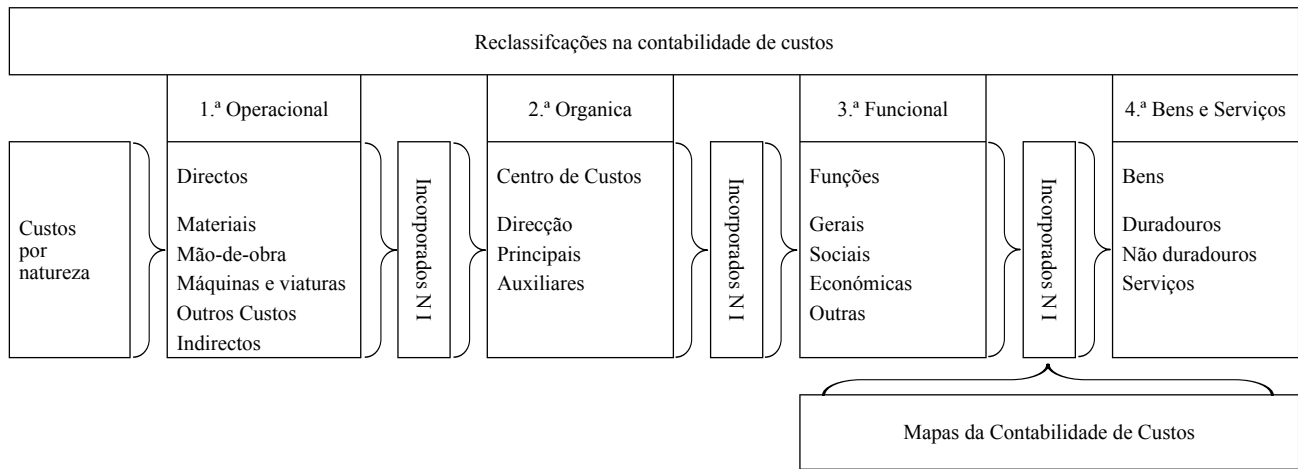 Reclassifcações na contabilidade de custos
1.ª Operacional
2.ª Organica
3.ª Funcional
4.ª Bens e Serviços
Custos
por
natureza
Directos
Materiais
Mão-de-obra
Máquinas e viaturas
Outros Custos
Indirectos
Incorporados N I
Centro de Custos
Direcção
Principais
Auxiliares
Incorporados N I
Funções
Gerais
Sociais
Económicas
Outras
Incorporados N I
Bens
Duradouros
Não duradouros
Serviços
Mapas da Contabilidade de Custos